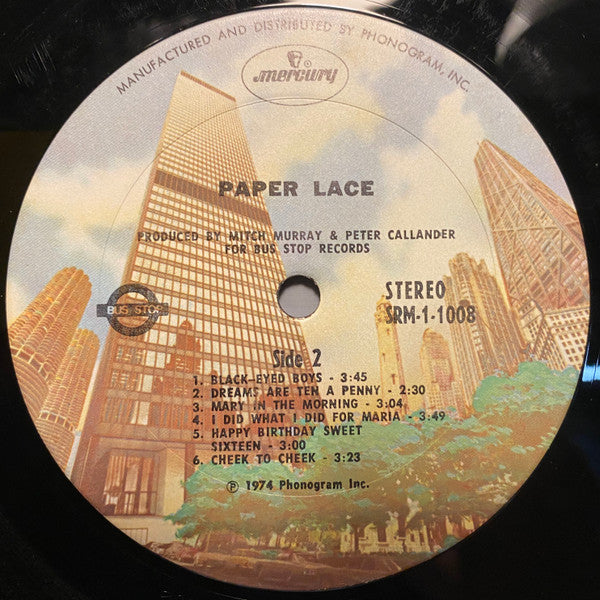 MANUFACTURED AND DISTRIBUTED BY PHONOGRAM, INC.
mercury
®
PAPER LACE
PRODUCED BY MITCH MURRAY & PETER CALLANDER
FOR BUS STOP RECORDS
BUS STOP
STEREO
SRM-1-1008
Side 2
1. BLACK-EYED BOYS - 3:45
2. DREAMS ARE TEN A PENNY - 2:30
3. MARY IN THE MORNING - 3:04
4. I DID WHAT I DID FOR MARIA - 3:49
5. HAPPY BIRTHDAY SWEET
SIXTEEN - 3:00
6. CHEEK TO CHEEK - 3:23
℗ 1974 Phonogram Inc.